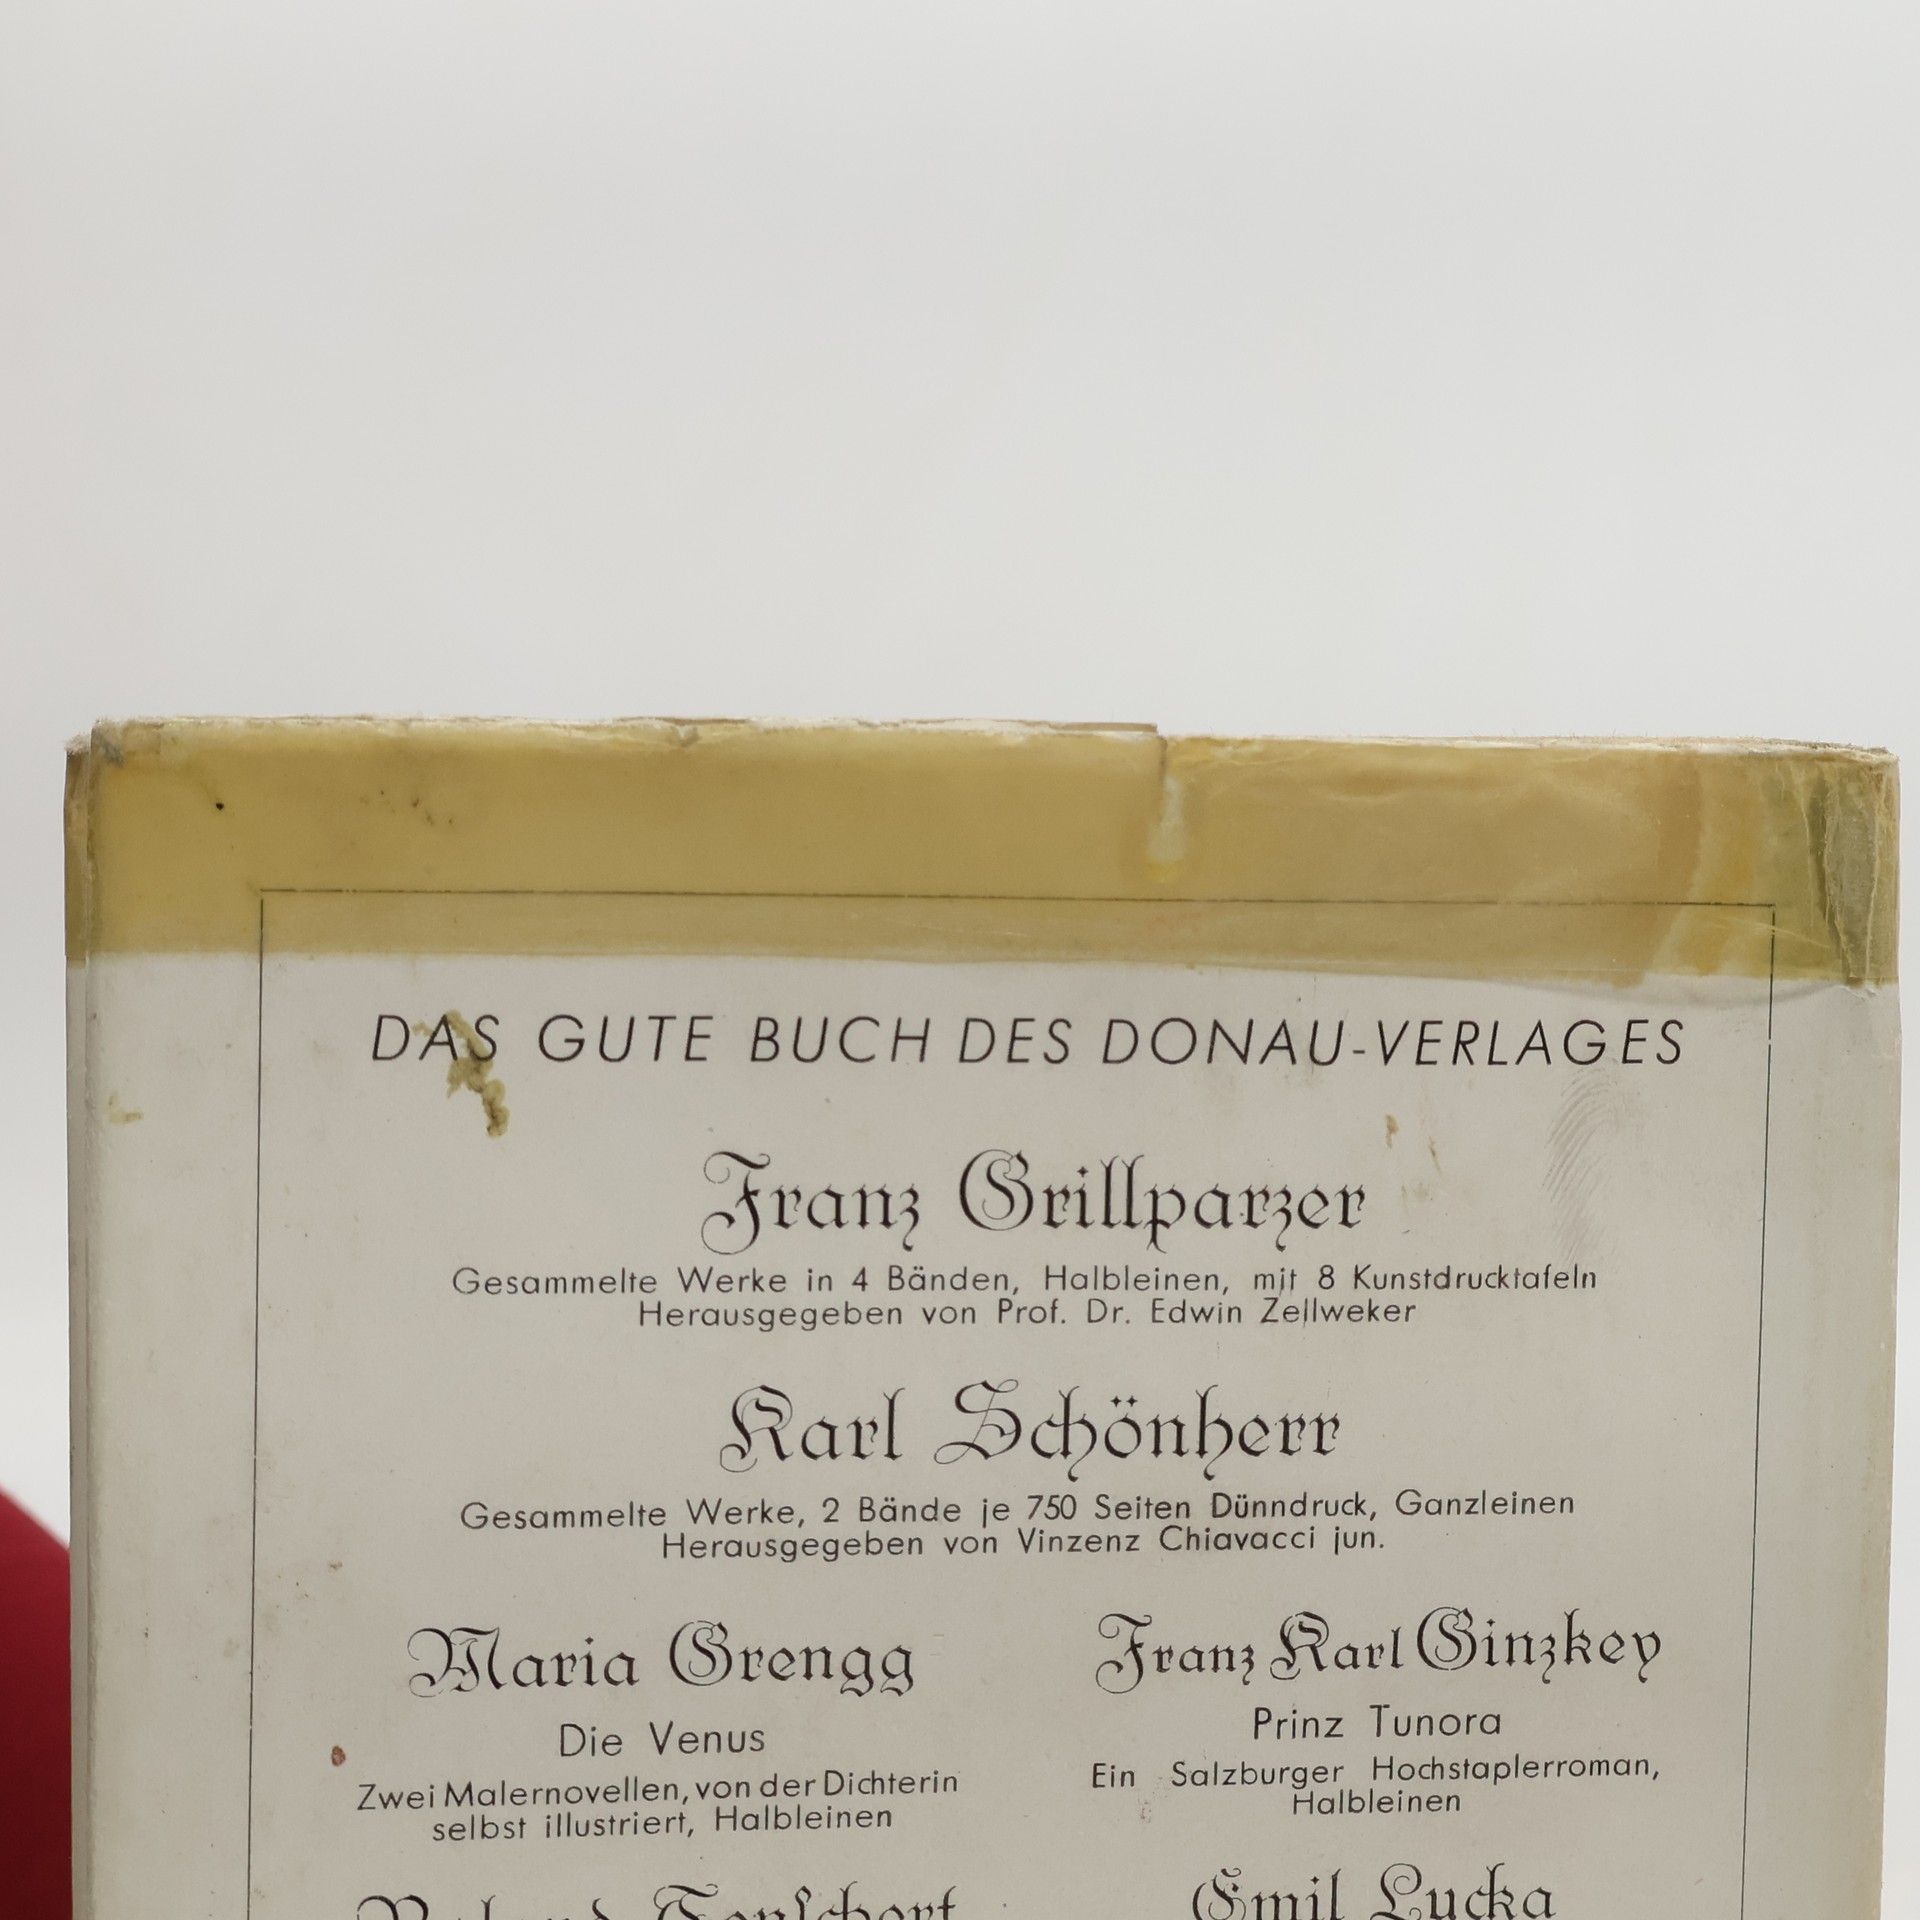 DAS GUTE BUCH DES DONAU-VERLAGES
Franz Grillparzer
Gesammelte Werke in 4 Bänden, Halbleinen, mit 8 Kunstdrucktafeln
Herausgegeben von Prof. Dr. Edwin Zellweker
Karl Schönherr
Gesammelte Werke, 2 Bände je 750 Seiten Dünndruck, Ganzleinen
Herausgegeben von Vinzenz Chiavacci jun.
Maria Grengg
Die Venus
Zwei Malernovellen, von der Dichterin
selbst illustriert, Halbleinen
Franz Karl Ginzkey
Prinz Tunora
Ein Salzburger Hochstaplerroman,
Halbleinen
Emil Lucka